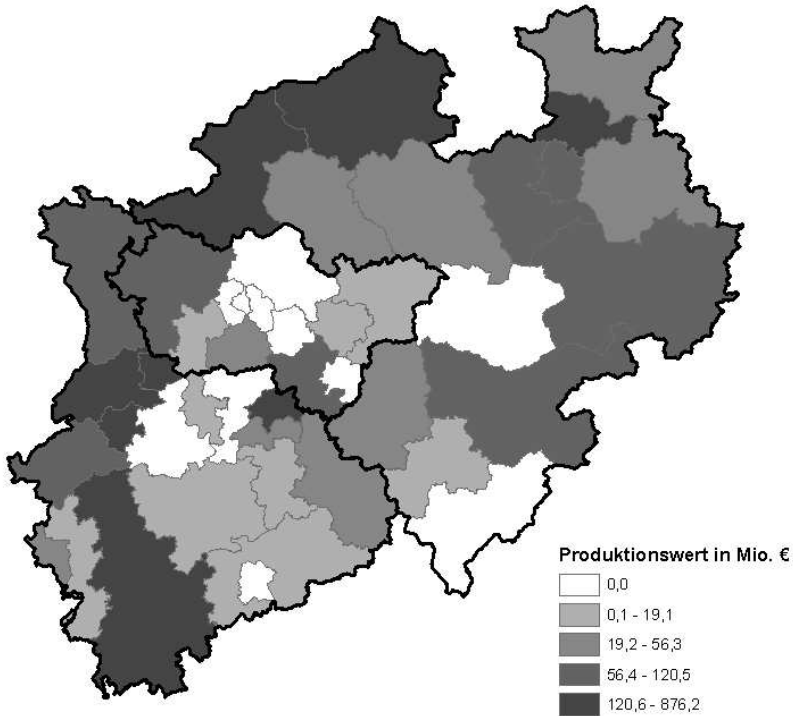 Produktionswert in Mio. €
0,0
0,1 - 19,1
19,2 - 56,3
56,4 - 120,5
120,6 - 876,2